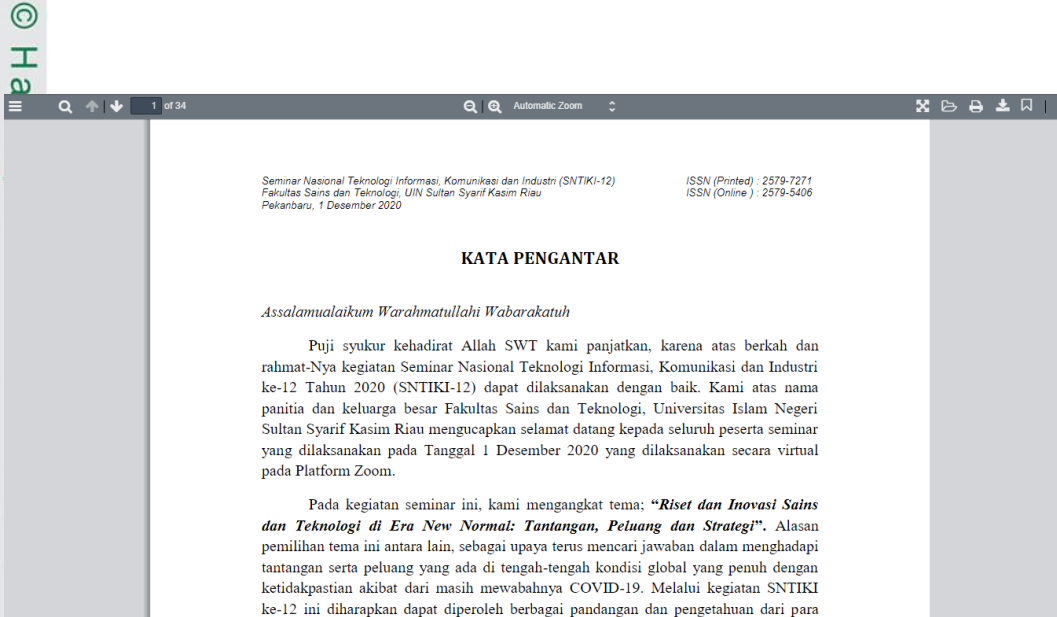 © Ha
1 of 34 Automatic Zoom
Seminar Nasional Teknologi Informasi, Komunikasi dan Industri (SNTIKI-12) ISSN (Printed) : 2579-7271
Fakultas Sains dan Teknologi, UIN Sultan Syarif Kasim Riau ISSN (Online ) : 2579-5406
Pekanbaru, 1 Desember 2020
KATA PENGANTAR
Assalamualaikum Warahmatullahi Wabarakatuh
Puji syukur kehadirat Allah SWT kami panjatkan, karena atas berkah dan
rahmat-Nya kegiatan Seminar Nasional Teknologi Informasi, Komunikasi dan Industri
ke-12 Tahun 2020 (SNTIKI-12) dapat dilaksanakan dengan baik. Kami atas nama
panitia dan keluarga besar Fakultas Sains dan Teknologi, Universitas Islam Negeri
Sultan Syarif Kasim Riau mengucapkan selamat datang kepada seluruh peserta seminar
yang dilaksanakan pada Tanggal 1 Desember 2020 yang dilaksanakan secara virtual
pada Platform Zoom.
Pada kegiatan seminar ini, kami mengangkat tema; “Riset dan Inovasi Sains
dan Teknologi di Era New Normal: Tantangan, Peluang dan Strategi”. Alasan
pemilihan tema ini antara lain, sebagai upaya terus mencari jawaban dalam menghadapi
tantangan serta peluang yang ada di tengah-tengah kondisi global yang penuh dengan
ketidakpastian akibat dari masih mewabahnya COVID-19. Melalui kegiatan SNTIKI
ke-12 ini diharapkan dapat diperoleh berbagai pandangan dan pengetahuan dari para